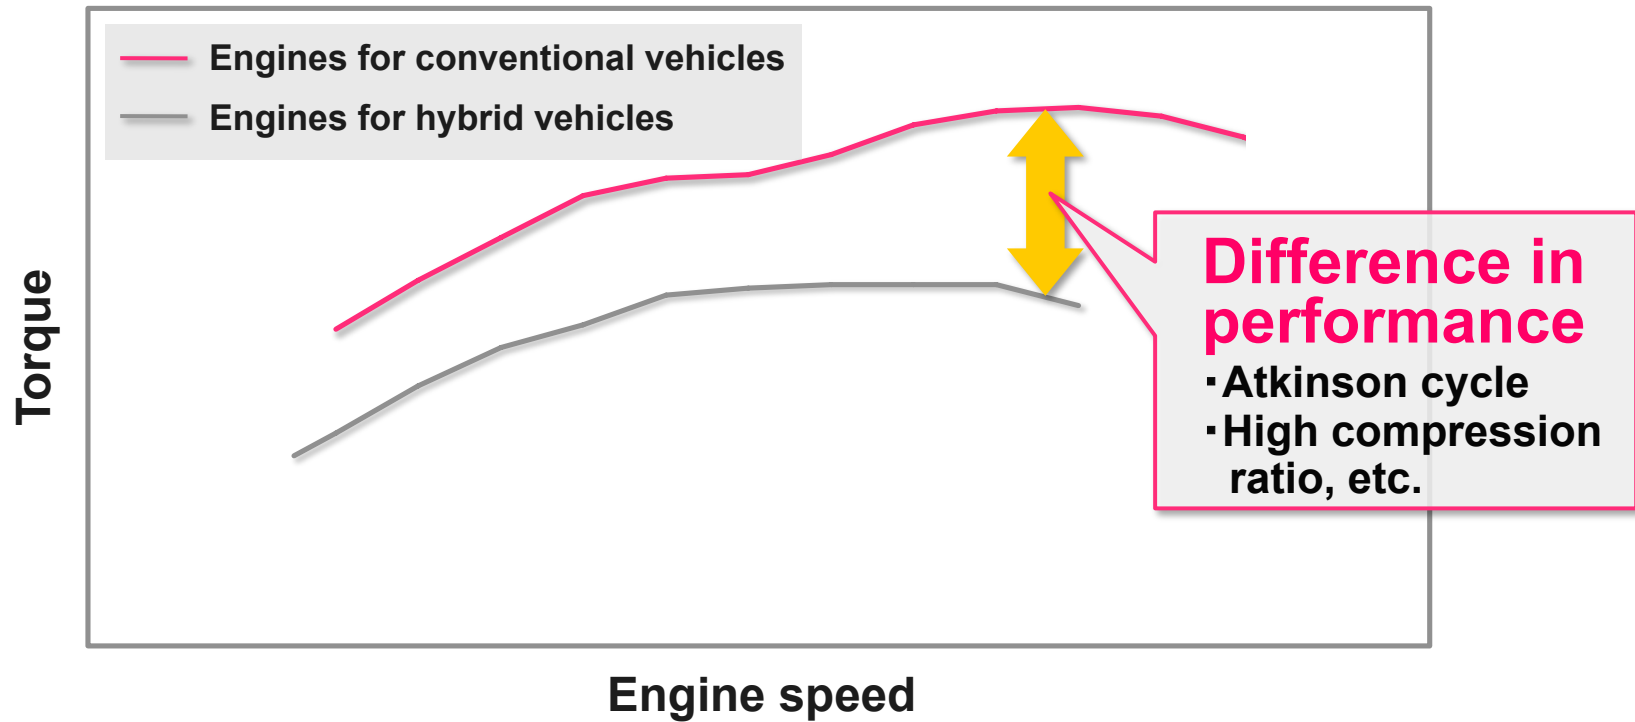 Engines for conventional vehicles
Engines for hybrid vehicles
Torque
Difference in
performance
･Atkinson cycle
･High compression
ratio, etc.
Engine speed